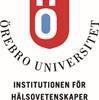 ÖREBRO UNIVERSITET
INSTITUTIONEN FÖR
HÄLSOVETENSKAPER